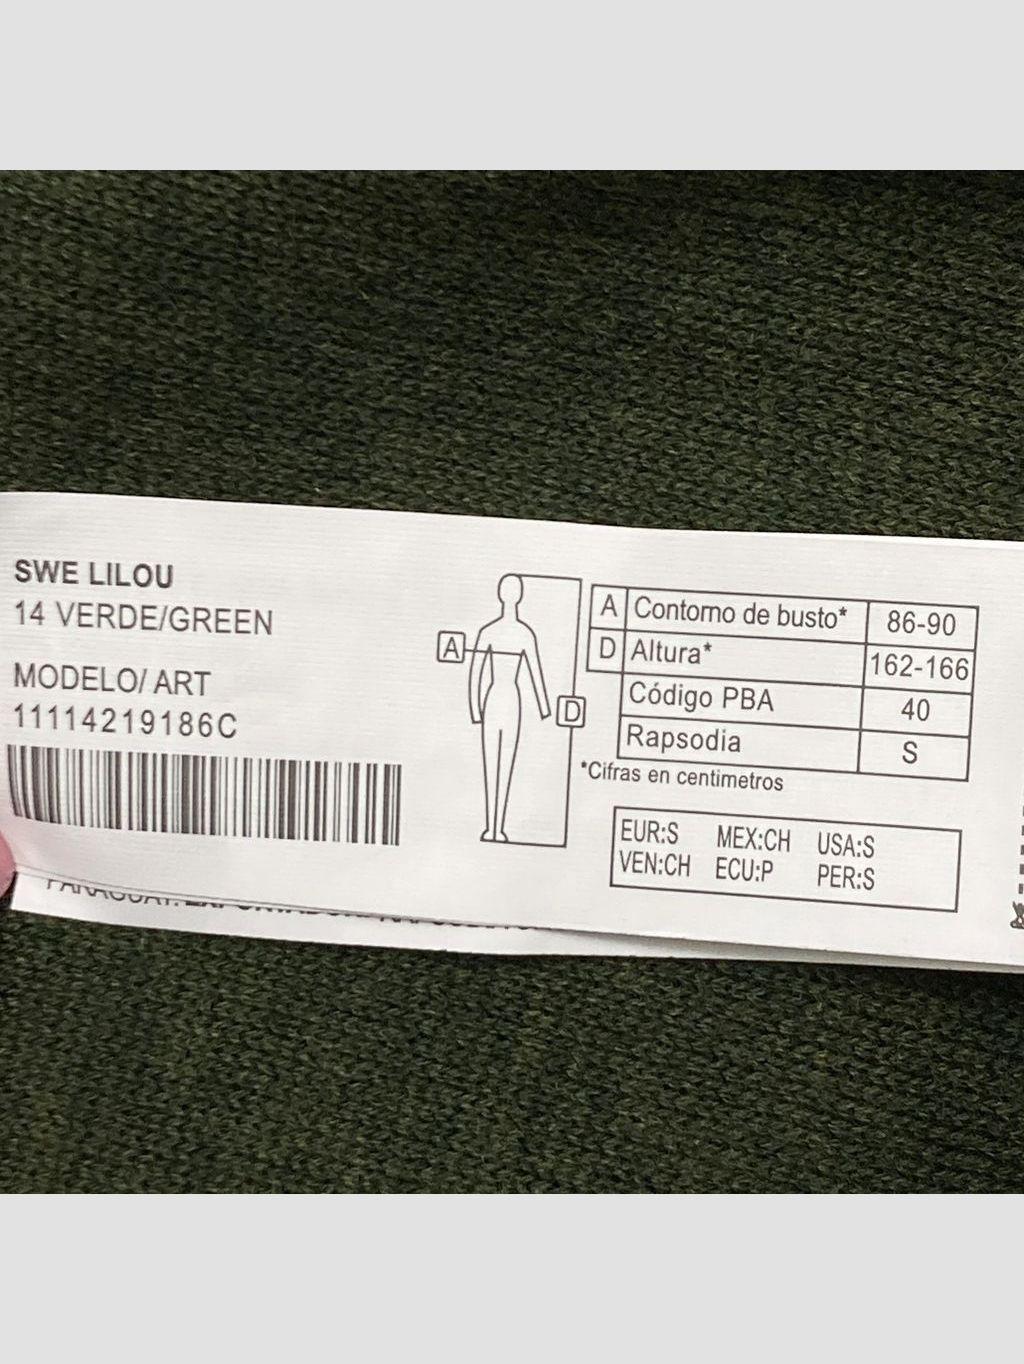 SWE LILOU
14 VERDE/GREEN
MODELO/ ART
11114219186C
A
D
A Contorno de busto* 86-90
D Altura* 162-166
Código PBA 40
Rapsodia S
*Cifras en centimetros
EUR:S MEX:CH USA:S
VEN:CH ECU:P PER:S
PARAGUAY: